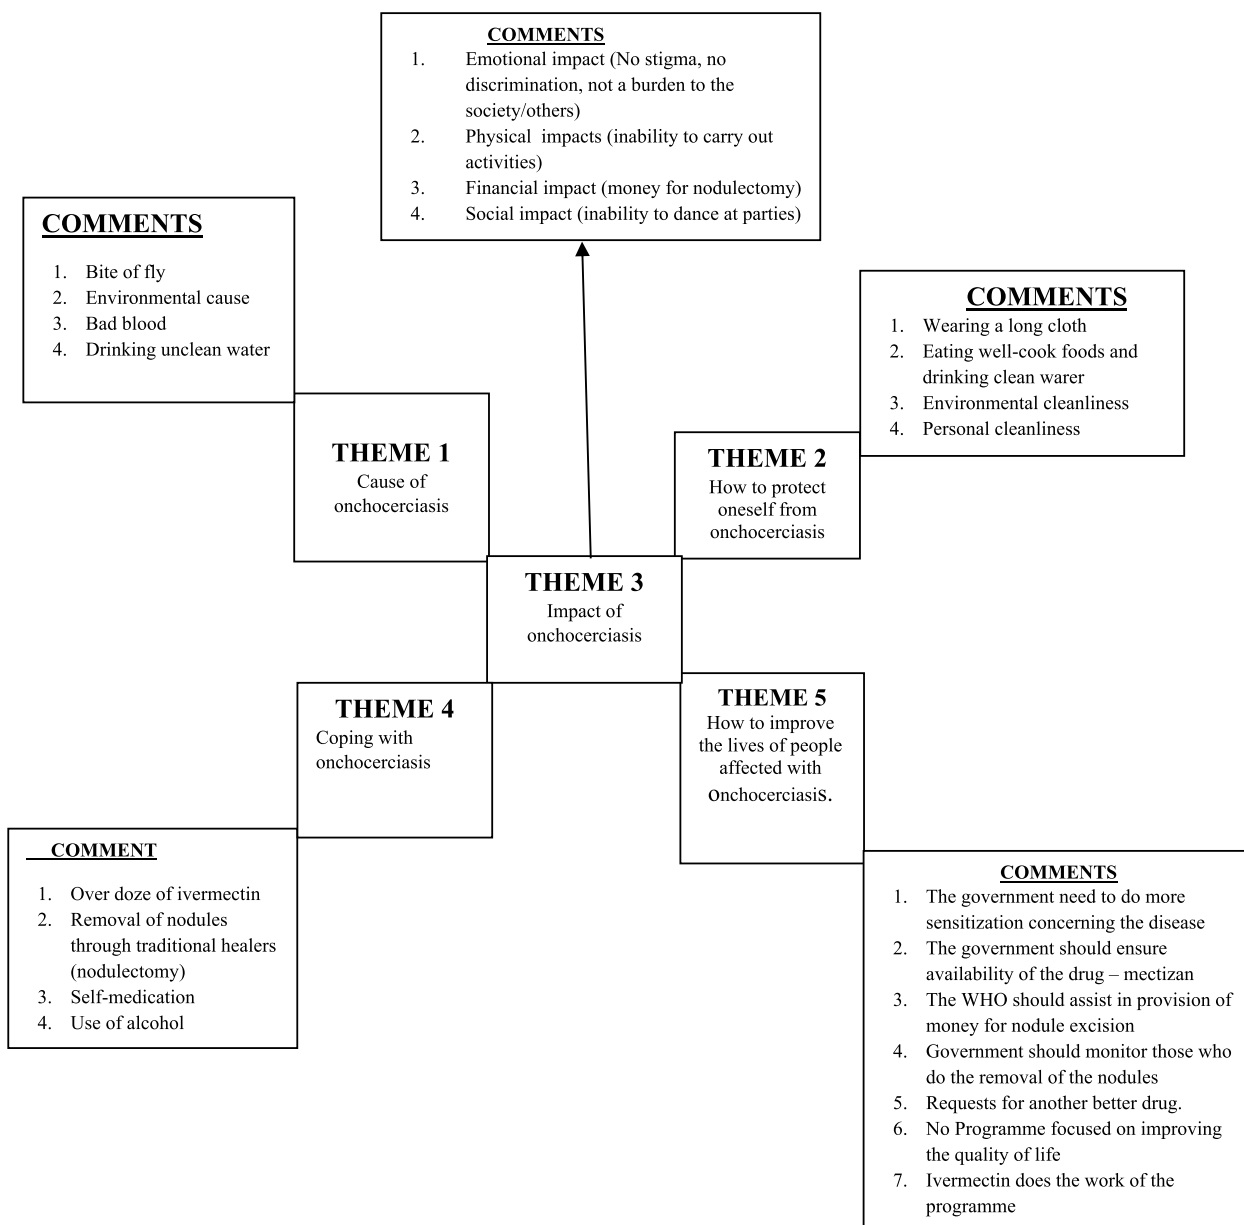 COMMENTS
1. Emotional impact (No stigma, no
discrimination, not a burden to the
society/others)
2. Physical impacts (inability to carry out
activities)
3. Financial impact (money for nodulectomy)
4. Social impact (inability to dance at parties)
COMMENTS
1. Bite of fly
2. Environmental cause
3. Bad blood
4. Drinking unclean water
COMMENTS
1. Wearing a long cloth
2. Eating well-cook foods and
drinking clean warer
3. Environmental cleanliness
4. Personal cleanliness
THEME 1
Cause of
onchocerciasis
THEME 2
How to protect
oneself from
onchocerciasis
THEME 3
Impact of
onchocerciasis
THEME 4
Coping with
onchocerciasis
THEME 5
How to improve
the lives of people
affected with
onchocerciasis.
COMMENT
1. Over doze of ivermectin
2. Removal of nodules
through traditional healers
(nodulectomy)
3. Self-medication
4. Use of alcohol
COMMENTS
1. The government need to do more
sensitization concerning the disease
2. The government should ensure
availability of the drug – mectizan
3. The WHO should assist in provision of
money for nodule excision
4. Government should monitor those who
do the removal of the nodules
5. Requests for another better drug.
6. No Programme focused on improving
the quality of life
7. Ivermectin does the work of the
programme